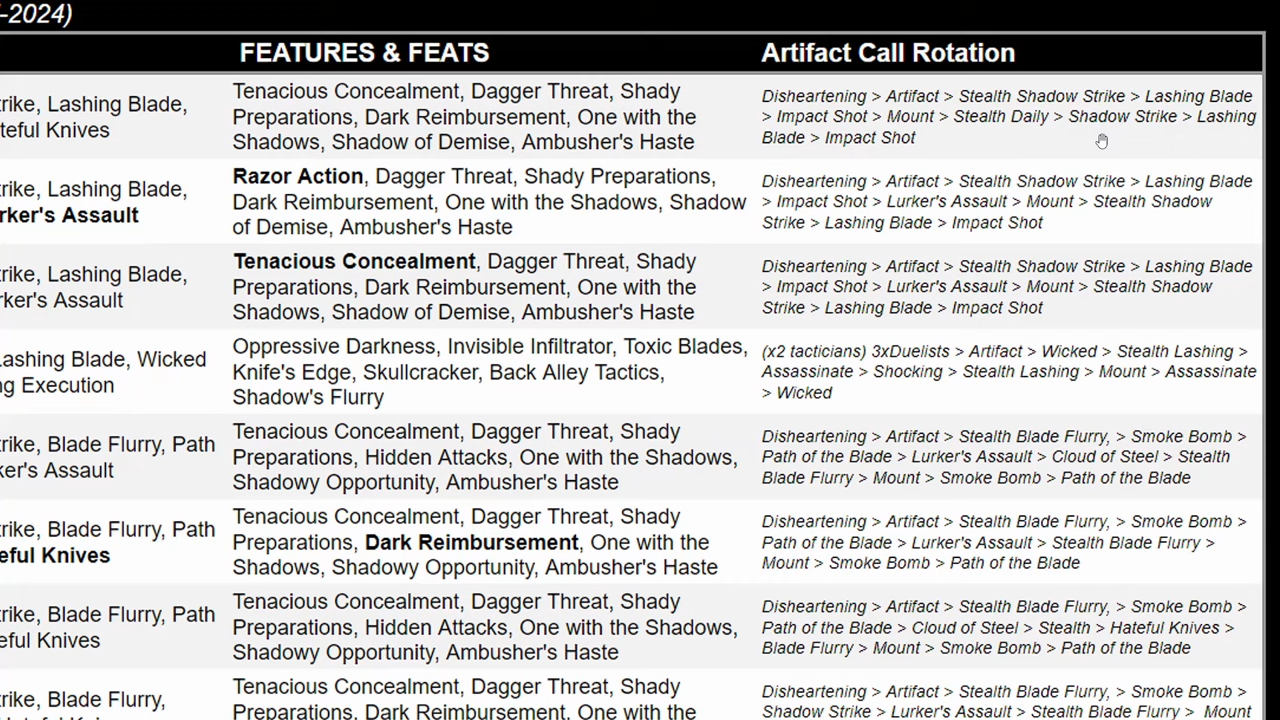 -2024)
FEATURES & FEATS
Artifact Call Rotation
trike, Lashing Blade,
teful Knives
Tenacious Concealment, Dagger Threat, Shady
Preparations, Dark Reimbursement, One with the
Shadows, Shadow of Demise, Ambusher's Haste
Disheartening > Artifact > Stealth Shadow Strike > Lashing Blade
> Impact Shot > Mount > Stealth Daily > Shadow Strike > Lashing
Blade > Impact Shot
trike, Lashing Blade,
rker's Assault
Razor Action, Dagger Threat, Shady Preparations,
Dark Reimbursement, One with the Shadows, Shadow
of Demise, Ambusher's Haste
Disheartening > Artifact > Stealth Shadow Strike > Lashing Blade
> Impact Shot > Lurker's Assault > Mount > Stealth Shadow
Strike > Lashing Blade > Impact Shot
trike, Lashing Blade,
rker's Assault
Tenacious Concealment, Dagger Threat, Shady
Preparations, Dark Reimbursement, One with the
Shadows, Shadow of Demise, Ambusher's Haste
Disheartening > Artifact > Stealth Shadow Strike > Lashing Blade
> Impact Shot > Lurker's Assault > Mount > Stealth Shadow
Strike > Lashing Blade > Impact Shot
Lashing Blade, Wicked
ng Execution
Oppressive Darkness, Invisible Infiltrator, Toxic Blades,
Knife's Edge, Skullcracker, Back Alley Tactics,
Shadow's Flurry
(x2 tacticians) 3xDuelists > Artifact > Wicked > Stealth Lashing >
Assassinate > Shocking > Stealth Lashing > Mount > Assassinate
> Wicked
trike, Blade Flurry, Path
ker's Assault
Tenacious Concealment, Dagger Threat, Shady
Preparations, Hidden Attacks, One with the Shadows,
Shadowy Opportunity, Ambusher's Haste
Disheartening > Artifact > Stealth Blade Flurry, > Smoke Bomb >
Path of the Blade > Lurker's Assault > Cloud of Steel > Stealth
Blade Flurry > Mount > Smoke Bomb > Path of the Blade
trike, Blade Flurry, Path
eful Knives
Tenacious Concealment, Dagger Threat, Shady
Preparations, Dark Reimbursement, One with the
Shadows, Shadowy Opportunity, Ambusher's Haste
Disheartening > Artifact > Stealth Blade Flurry, > Smoke Bomb >
Path of the Blade > Lurker's Assault > Stealth Blade Flurry >
Mount > Smoke Bomb > Path of the Blade
trike, Blade Flurry, Path
eful Knives
Tenacious Concealment, Dagger Threat, Shady
Preparations, Hidden Attacks, One with the Shadows,
Shadowy Opportunity, Ambusher's Haste
Disheartening > Artifact > Stealth Blade Flurry, > Smoke Bomb >
Path of the Blade > Cloud of Steel > Stealth > Hateful Knives >
Blade Flurry > Mount > Smoke Bomb > Path of the Blade
trike, Blade Flurry,
Tenacious Concealment, Dagger Threat, Shady
Preparations, Dark Reimbursement, One with the
Disheartening > Artifact > Stealth Blade Flurry, > Smoke Bomb >
Shadow Strike > Lurker's Assault > Stealth Blade Flurry > Mount